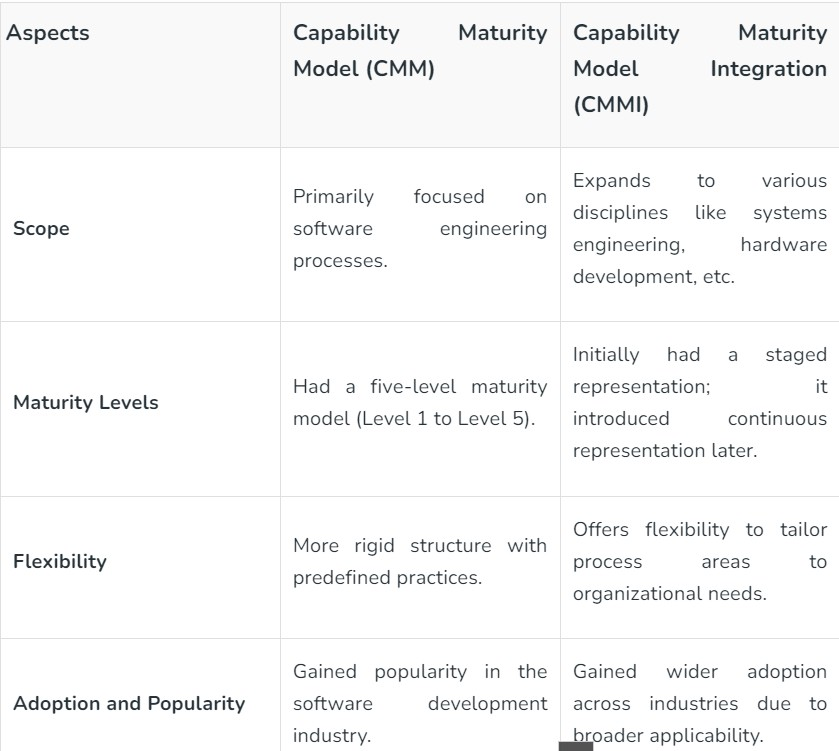 Aspects
Capability Maturity
Model (CMM)
Capability Maturity
Model Integration
(CMMI)
Scope
Primarily focused on
software engineering
processes.
Expands to various
disciplines like systems
engineering, hardware
development, etc.
Maturity Levels
Had a five-level maturity
model (Level 1 to Level 5).
Initially had a staged
representation; it
introduced continuous
representation later.
Flexibility
More rigid structure with
predefined practices.
Offers flexibility to tailor
process areas to
organizational needs.
Adoption and Popularity
Gained popularity in the
software development
industry.
Gained wider adoption
across industries due to
broader applicability.